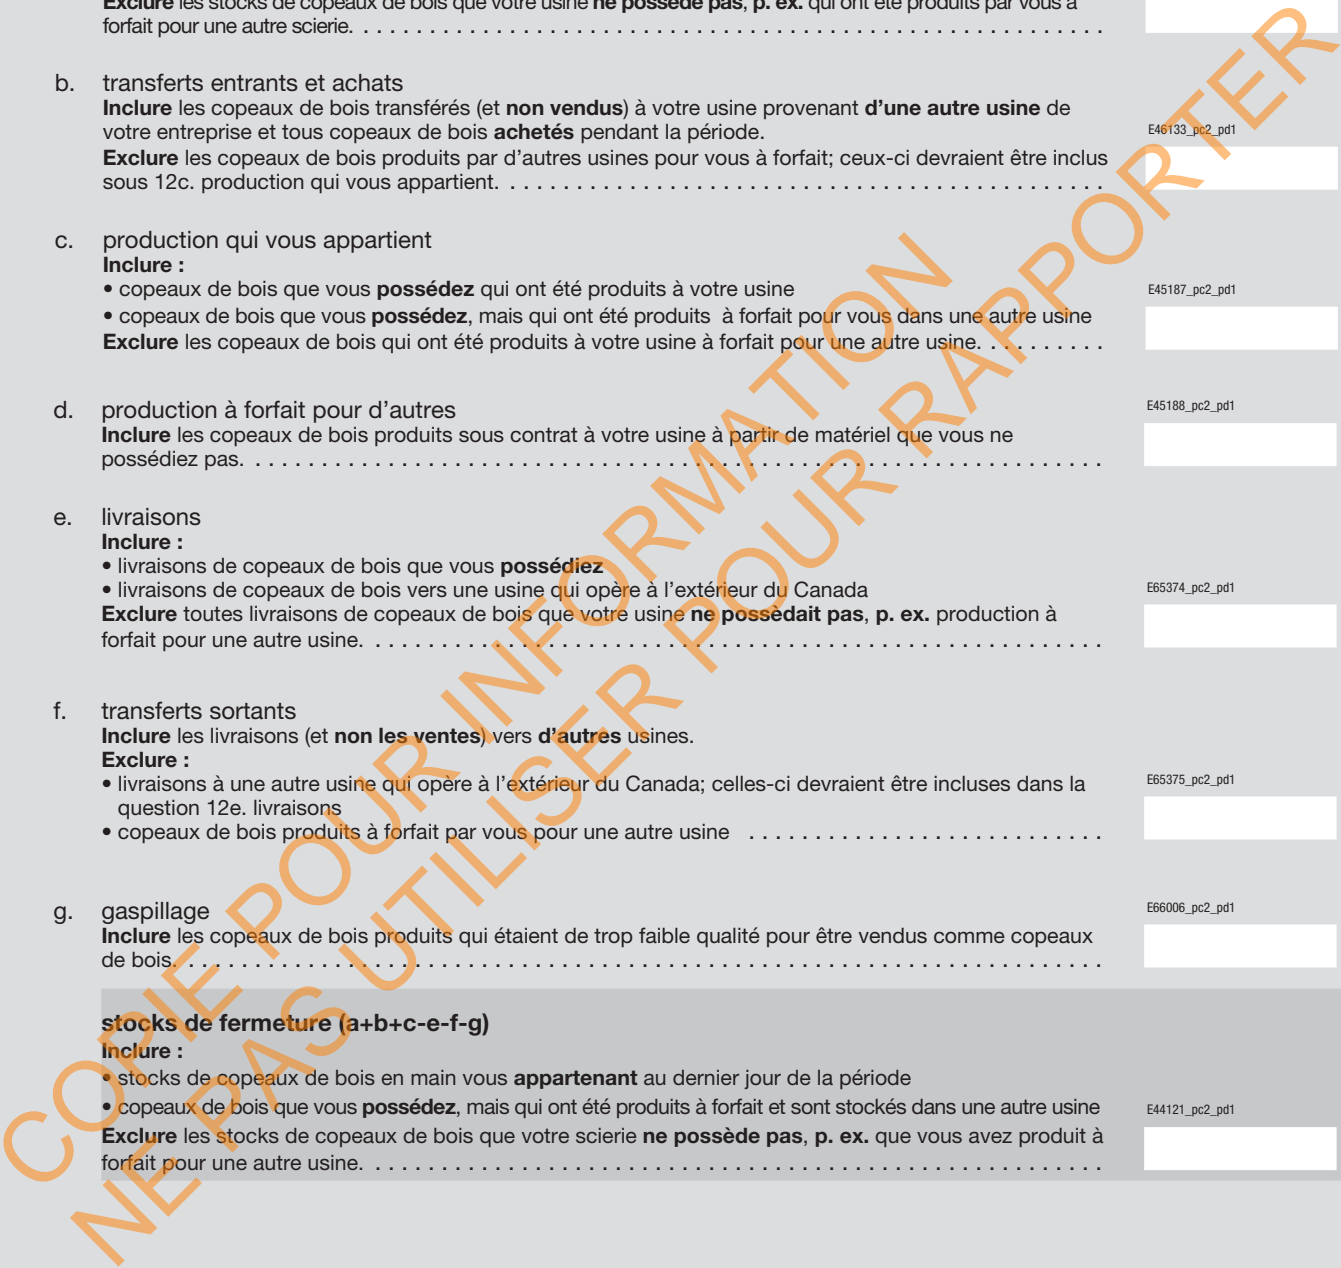 Exclure les stocks de copeaux de bois que votre usine ne possède pas, p. ex. qui ont été produits par vous à
forfait pour une autre scierie. . . . . . . . . . . . . . . . . . . . . . . . . . . . . . . . . . . . . . . . . . . . . . . . . . . . . . . . .
b. transferts entrants et achats
Inclure les copeaux de bois transférés (et non vendus) à votre usine provenant d'une autre usine de
votre entreprise et tous copeaux de bois achetés pendant la période.
E46133_pc2_pd1
Exclure les copeaux de bois produits par d'autres usines pour vous à forfait; ceux-ci devraient être inclus
sous 12c. production qui vous appartient. . . . . . . . . . . . . . . . . . . . . . . . . . . . . . . . . . . . . . . . . . . . . .
c. production qui vous appartient
Inclure :
• copeaux de bois que vous possédez qui ont été produits à votre usine
E45187_pc2_pd1
• copeaux de bois que vous possédez, mais qui ont été produits à forfait pour vous dans une autre usine
Exclure les copeaux de bois qui ont été produits à votre usine à forfait pour une autre usine. . . . . . . . . .
d. production à forfait pour d'autres
E45188_pc2_pd1
Inclure les copeaux de bois produits sous contrat à votre usine à partir de matériel que vous ne
possédiez pas. . . . . . . . . . . . . . . . . . . . . . . . . . . . . . . . . . . . . . . . . . . . . . . . . . . . . . . . . . . . . . . . .
e. livraisons
Inclure :
• livraisons de copeaux de bois que vous possédiez
• livraisons de copeaux de bois vers une usine qui opère à l'extérieur du Canada
E65374_pc2_pd1
Exclure toutes livraisons de copeaux de bois que votre usine ne possèdait pas, p. ex. production à
forfait pour une autre usine. . . . . . . . . . . . . . . . . . . . . . . . . . . . . . . . . . . . . . . . . . . . . . . . . . . . . . . .
f. transferts sortants
Inclure les livraisons (et non les ventes) vers d'autres usines.
Exclure :
• livraisons à une autre usine qui opère à l'extérieur du Canada; celles-ci devraient être incluses dans la
E65375_pc2_pd1
question 12e. livraisons
• copeaux de bois produits à forfait par vous pour une autre usine . . . . . . . . . . . . . . . . . . . . . . . . . . .
g. gaspillage
E66006_pc2_pd1
Inclure les copeaux de bois produits qui étaient de trop faible qualité pour être vendus comme copeaux
de bois. . . . . . . . . . . . . . . . . . . . . . . . . . . . . . . . . . . . . . . . . . . . . . . . . . . . . . . . . . . . . . . . . . . . . .
stocks de fermeture (a+b+c-e-f-g)
Inclure :
• stocks de copeaux de bois en main vous appartenant au dernier jour de la période
• copeaux de bois que vous possédez, mais qui ont été produits à forfait et sont stockés dans une autre usine
E44121_pc2_pd1
Exclure les stocks de copeaux de bois que votre scierie ne possède pas, p. ex. que vous avez produit à
forfait pour une autre usine. . . . . . . . . . . . . . . . . . . . . . . . . . . . . . . . . . . . . . . . . . . . . . . . . . . . . . . .
COPIE POUR INFORMATION
NE PAS UTILISER POUR RAPPORTER